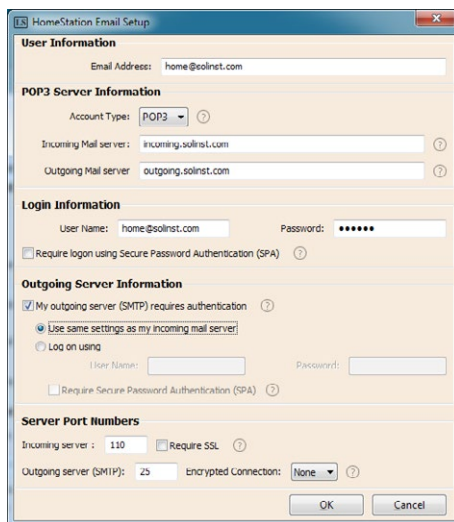 LS HomeStation Email Setup
User Information
Email Address: home@solinst.com
POP3 Server Information
Account Type: POP3 ?
Incoming Mail server: incoming.solinst.com ?
Outgoing Mail server outgoing.solinst.com ?
Login Information
User Name: home@solinst.com Password: ••••••
Require logon using Secure Password Authentication (SPA) ?
Outgoing Server Information
My outgoing server (SMTP) requires authentication ?
Use same settings as my incoming mail server
Log on using
User Name: Password:
Require Secure Password Authentication (SPA) ?
Server Port Numbers
Incoming server : 110 Require SSL ?
Outgoing server (SMTP): 25 Encrypted Connection: None ?
OK Cancel